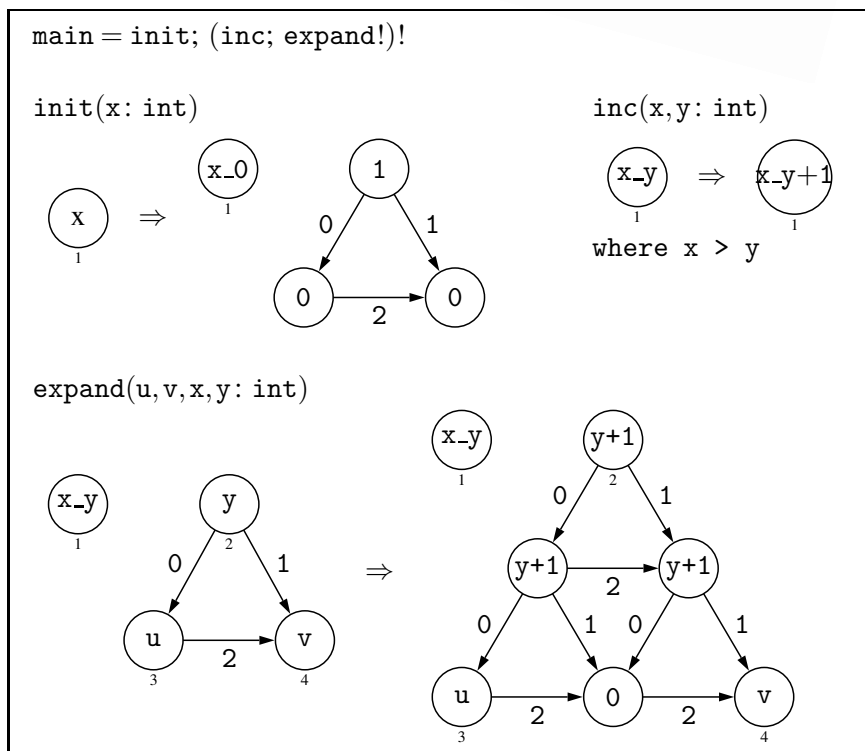 main = init; (inc; expand!)!
init(x: int) inc(x,y: int)
x 1 ⇒ x_0 1 1 0 1 0 2 0
x_y 1 ⇒ x_y+1 1
where x > y
expand(u,v,x,y: int)
x_y 1 y 2 0 1 u 3 2 v 4
⇒
x_y 1 y+1 2
0 1
y+1 2 y+1
0 1 0 1
u 3 2 0 2 v 4